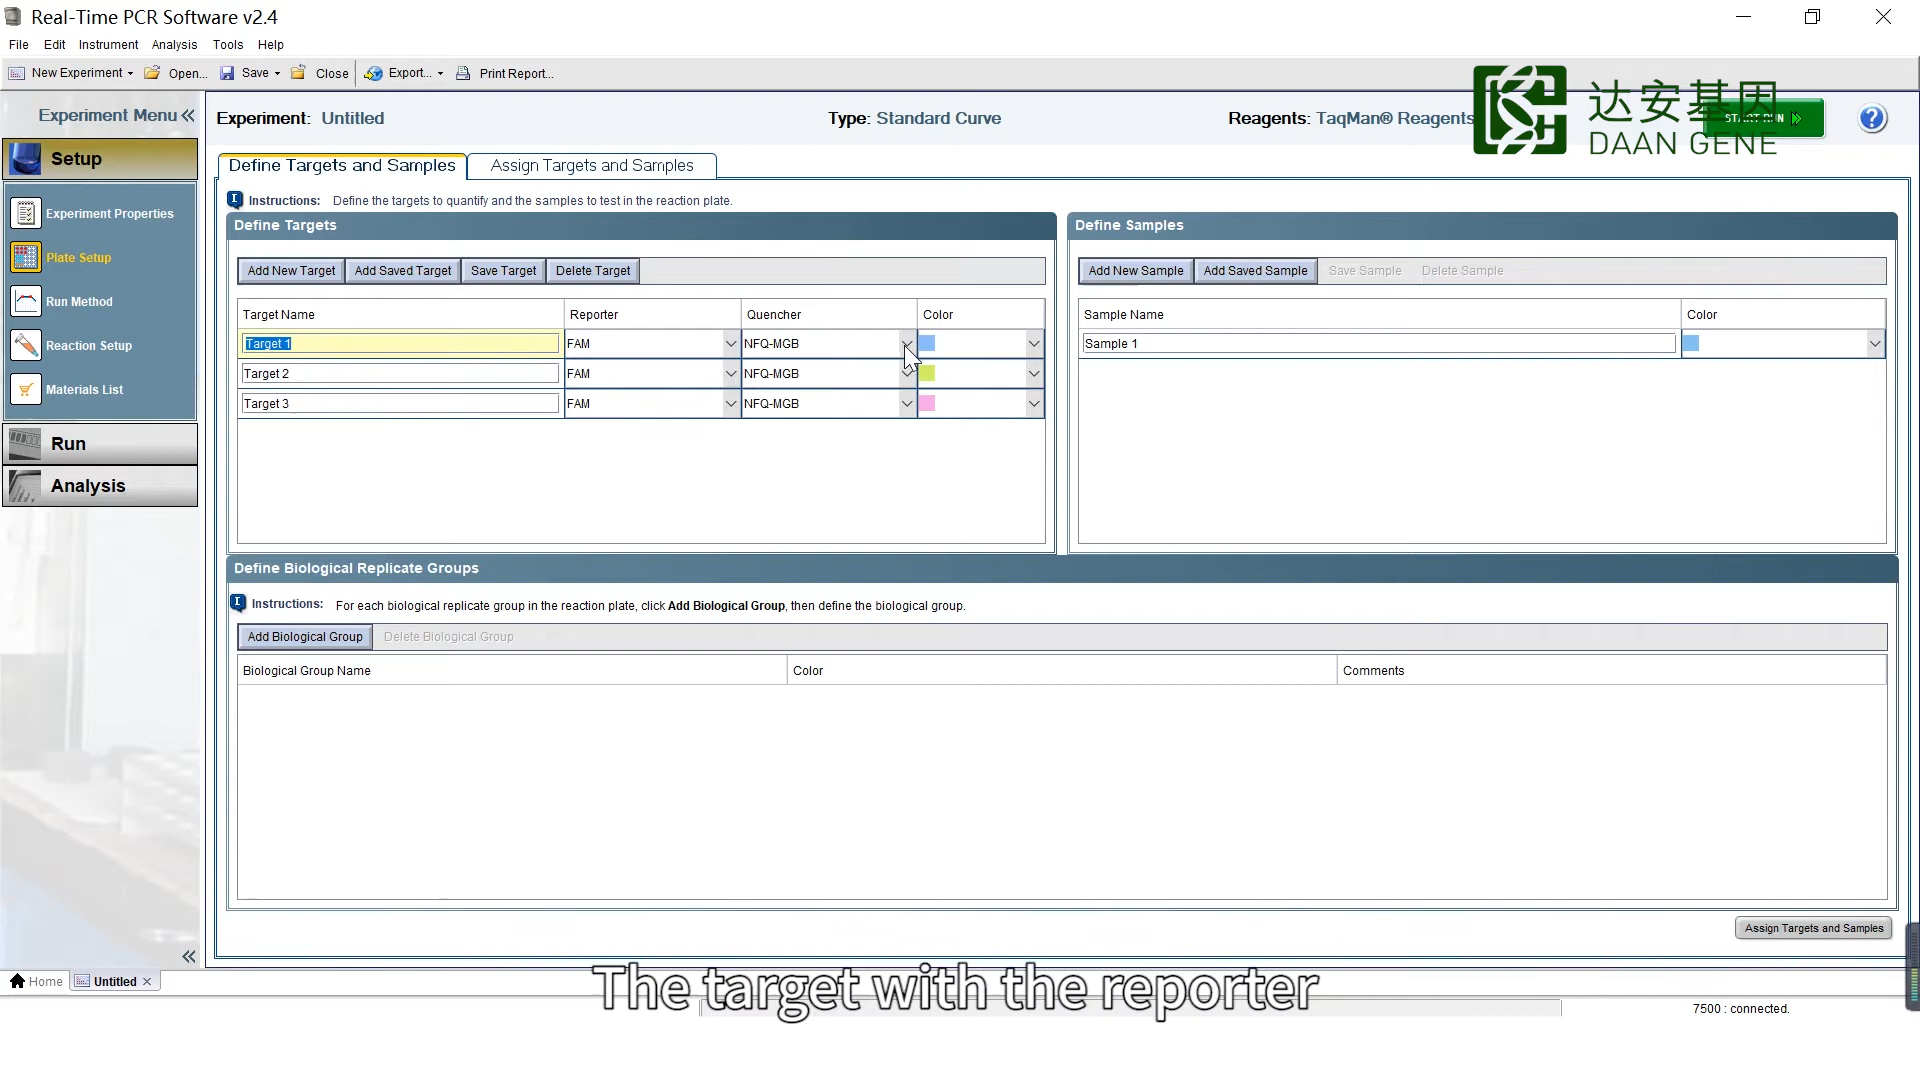 Real-Time PCR Software v2.4
File Edit Instrument Analysis Tools Help
New Experiment Open... Save Close Export... Print Report...
Experiment Menu
Experiment: Untitled Type: Standard Curve Reagents: TaqMan® Reagents START RUN
达安基因
DAAN GENE
Setup
Experiment Properties
Plate Setup
Run Method
Reaction Setup
Materials List
Run
Analysis
Define Targets and Samples Assign Targets and Samples
Instructions: Define the targets to quantify and the samples to test in the reaction plate.
Define Targets
Add New Target Add Saved Target Save Target Delete Target
Target Name Reporter Quencher Color
Target 1 FAM NFQ-MGB
Target 2 FAM NFQ-MGB
Target 3 FAM NFQ-MGB
Define Samples
Add New Sample Add Saved Sample Save Sample Delete Sample
Sample Name Color
Sample 1
Define Biological Replicate Groups
Instructions: For each biological replicate group in the reaction plate, click Add Biological Group, then define the biological group.
Add Biological Group Delete Biological Group
Biological Group Name Color Comments
Assign Targets and Samples
Home Untitled
The target with the reporter
7500 : connected.